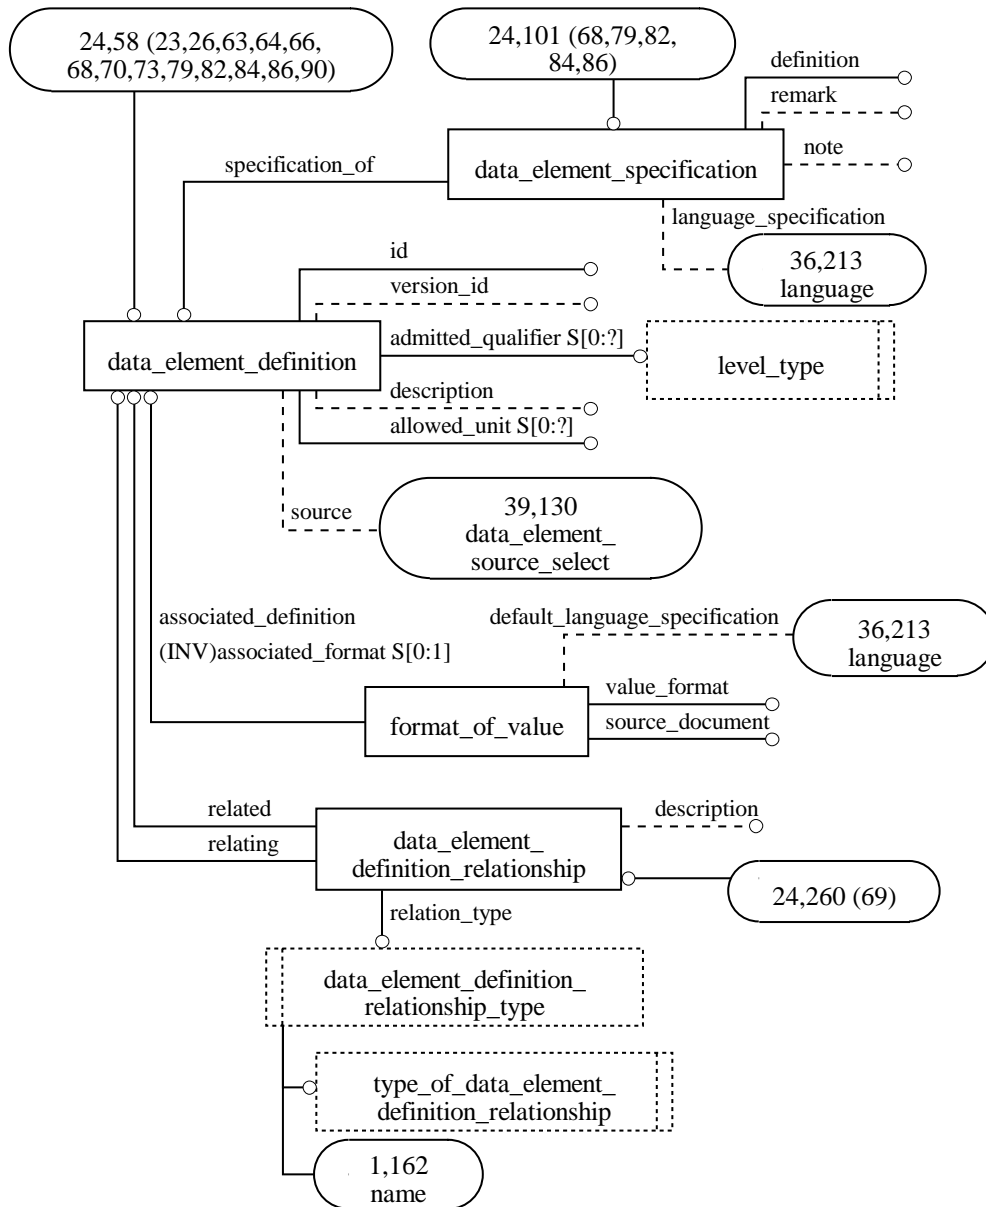 24,58 (23,26,63,64,66,
68,70,73,79,82,84,86,90)
24,101 (68,79,82,
84,86)
definition
remark
note
specification_of
data_element_specification
language_specification
36,213
language
id
version_id
admitted_qualifier S[0:?]
level_type
data_element_definition
description
allowed_unit S[0:?]
source
39,130
data_element_
source_select
associated_definition
(INV)associated_format S[0:1]
default_language_specification
36,213
language
value_format
format_of_value
source_document
related
relating
data_element_
definition_relationship
description
24,260 (69)
relation_type
data_element_definition_
relationship_type
type_of_data_element_
definition_relationship
1,162
name